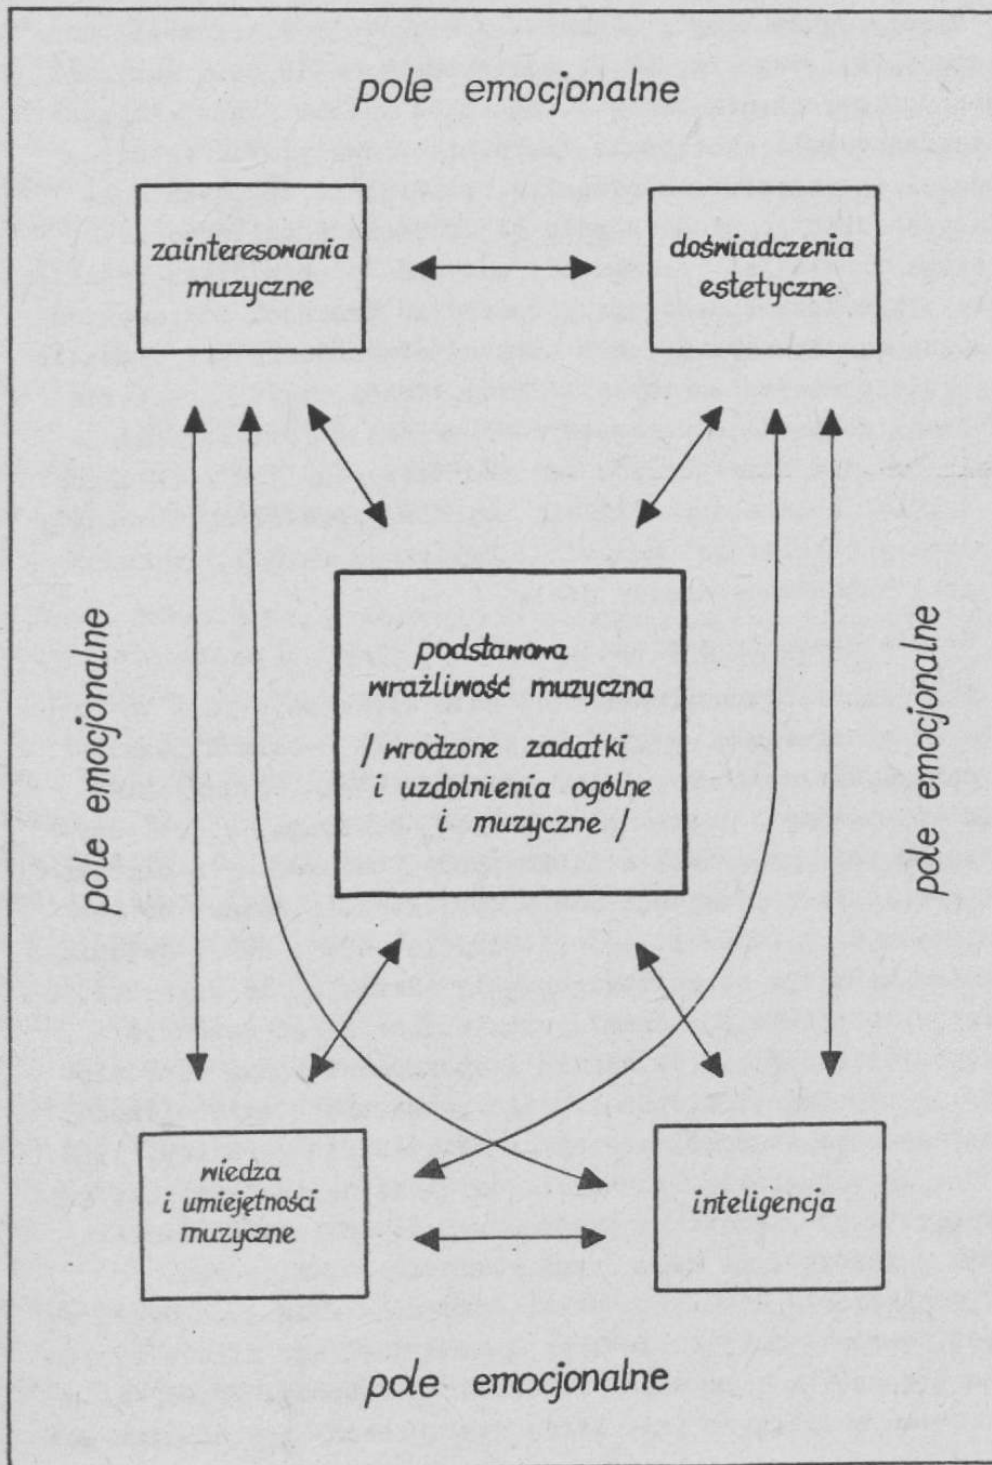 pole emocjonalne
zainteresowania
muzyczne
doświadczenia
estetyczne
pole emocjonalne
podstawowa
wrażliwość muzyczna
/ wrodzone zadatki
i uzdolnienia ogólne
i muzyczne /
pole emocjonalne
wiedza
i umiejętności
muzyczne
inteligencja
pole emocjonalne